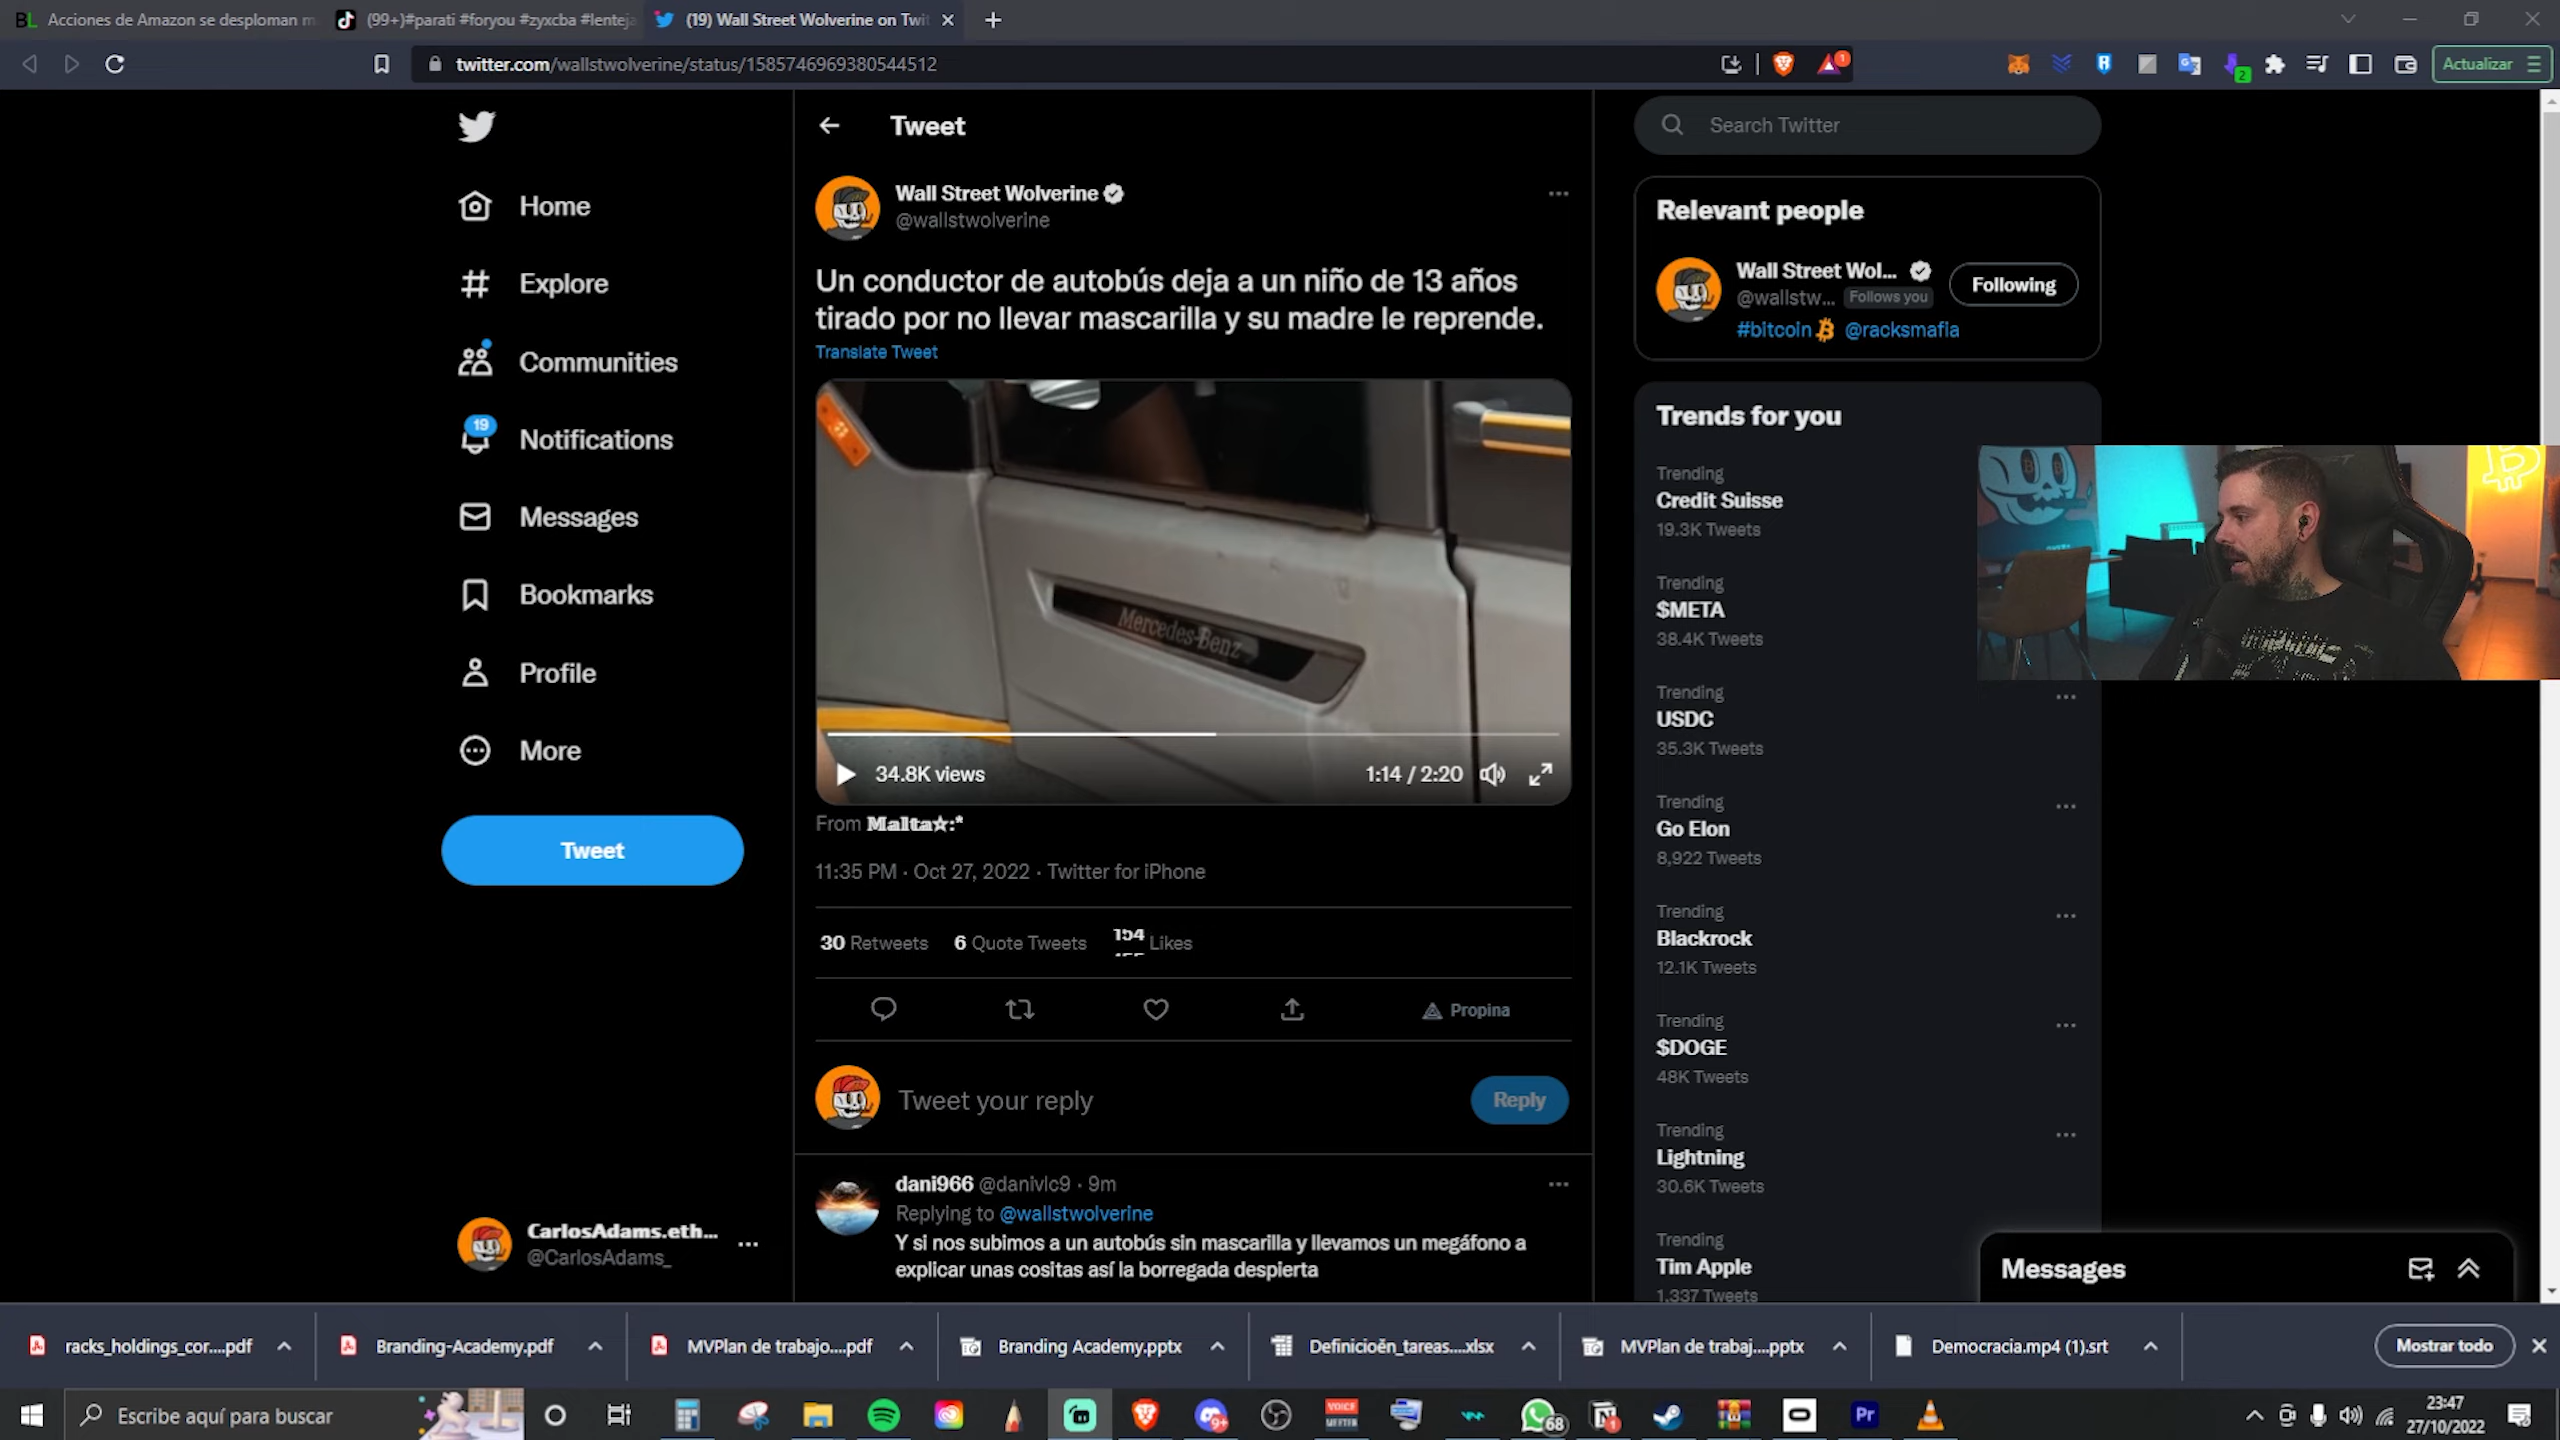 BL Acciones de Amazon se desploman m
(99+)#parati #foryou #zyxcba #lenteja
(19) Wall Street Wolverine on Twit
twitter.com/wallstwolverine/status/1585746969380544512
1
2
Actualizar
Tweet
Search Twitter
Home
Explore
Communities
19
Notifications
Messages
Bookmarks
Profile
More
Tweet
CarlosAdams.eth...
@CarlosAdams_
Wall Street Wolverine
@wallstwolverine
Un conductor de autobús deja a un niño de 13 años
tirado por no llevar mascarilla y su madre le reprende.
Translate Tweet
Mercedes-Benz
34.8K views
1:14 / 2:20
From Malta☆:*
11:35 PM · Oct 27, 2022 · Twitter for iPhone
30 Retweets 6 Quote Tweets 154 Likes
Propina
Tweet your reply
Reply
dani966 @danivlc9 · 9m
Replying to @wallstwolverine
Y si nos subimos a un autobús sin mascarilla y llevamos un megáfono a
explicar unas cositas así la borregada despierta
Relevant people
Wall Street Wol...
@wallstw... Follows you
Following
#bitcoin @racksmafia
Trends for you
Trending
Credit Suisse
19.3K Tweets
Trending
$META
38.4K Tweets
Trending
USDC
35.3K Tweets
Trending
Go Elon
8,922 Tweets
Trending
Blackrock
12.1K Tweets
Trending
$DOGE
48K Tweets
Trending
Lightning
30.6K Tweets
Trending
Tim Apple
1,337 Tweets
Messages
racks_holdings_cor....pdf
Branding-Academy.pdf
MVPlan de trabajo....pdf
Branding Academy.pptx
Definicioěn_tareas....xlsx
MVPlan de trabaj....pptx
Democracia.mp4 (1).srt
Mostrar todo
Escribe aquí para buscar
9+
VOICE
MEETER
68
1
Pr
23:47
27/10/2022